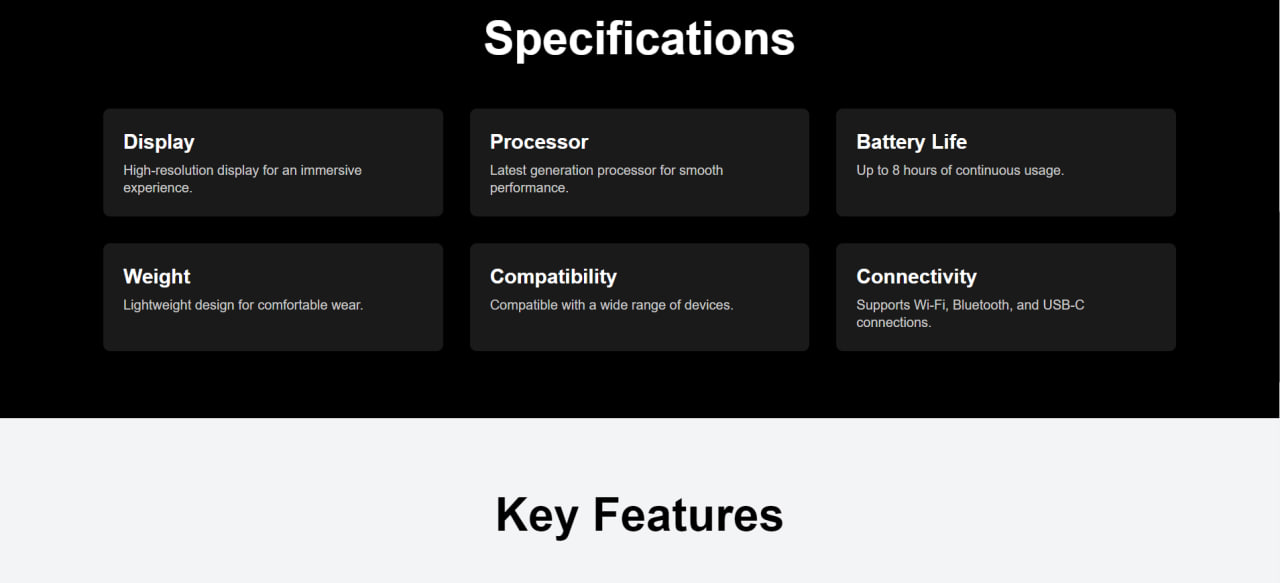 Specifications
Display
High-resolution display for an immersive
experience.
Processor
Latest generation processor for smooth
performance.
Battery Life
Up to 8 hours of continuous usage.
Weight
Lightweight design for comfortable wear.
Compatibility
Compatible with a wide range of devices.
Connectivity
Supports Wi-Fi, Bluetooth, and USB-C
connections.
Key Features